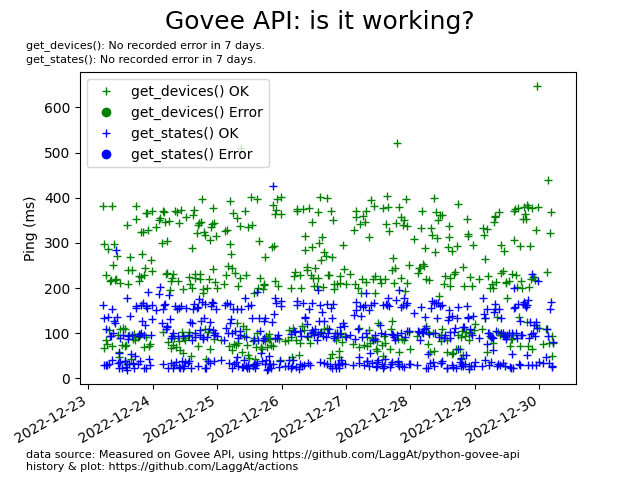 Govee API: is it working?
get_devices(): No recorded error in 7 days.
get_states(): No recorded error in 7 days.
get_devices() OK
get_devices() Error
get_states() OK
get_states() Error
Ping (ms)
600
500
400
300
200
100
0
2022-12-23
2022-12-24
2022-12-25
2022-12-26
2022-12-27
2022-12-28
2022-12-29
2022-12-30
data source: Measured on Govee API, using https://github.com/LaggAt/python-govee-api
history & plot: https://github.com/LaggAt/actions